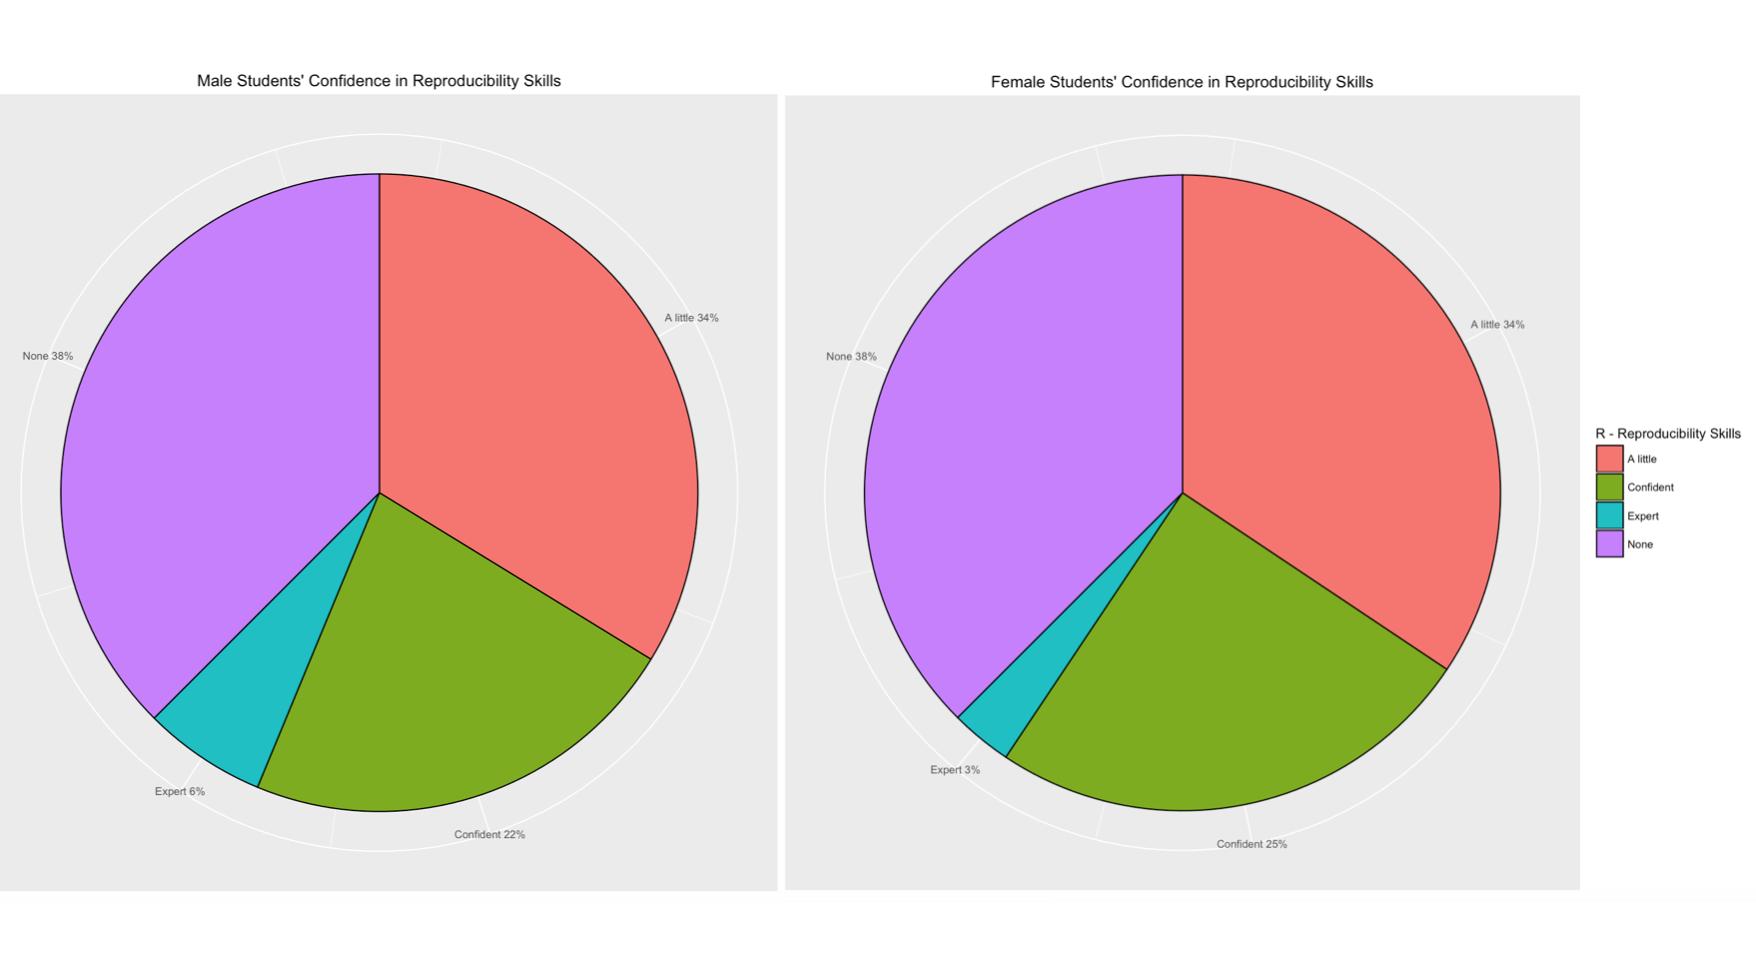 Male Students' Confidence in Reproducibility Skills
A little 34%
None 38%
Expert 6%
Confident 22%
Female Students' Confidence in Reproducibility Skills
A little 34%
None 38%
Expert 3%
Confident 25%
R - Reproducibility Skills
A little
Confident
Expert
None